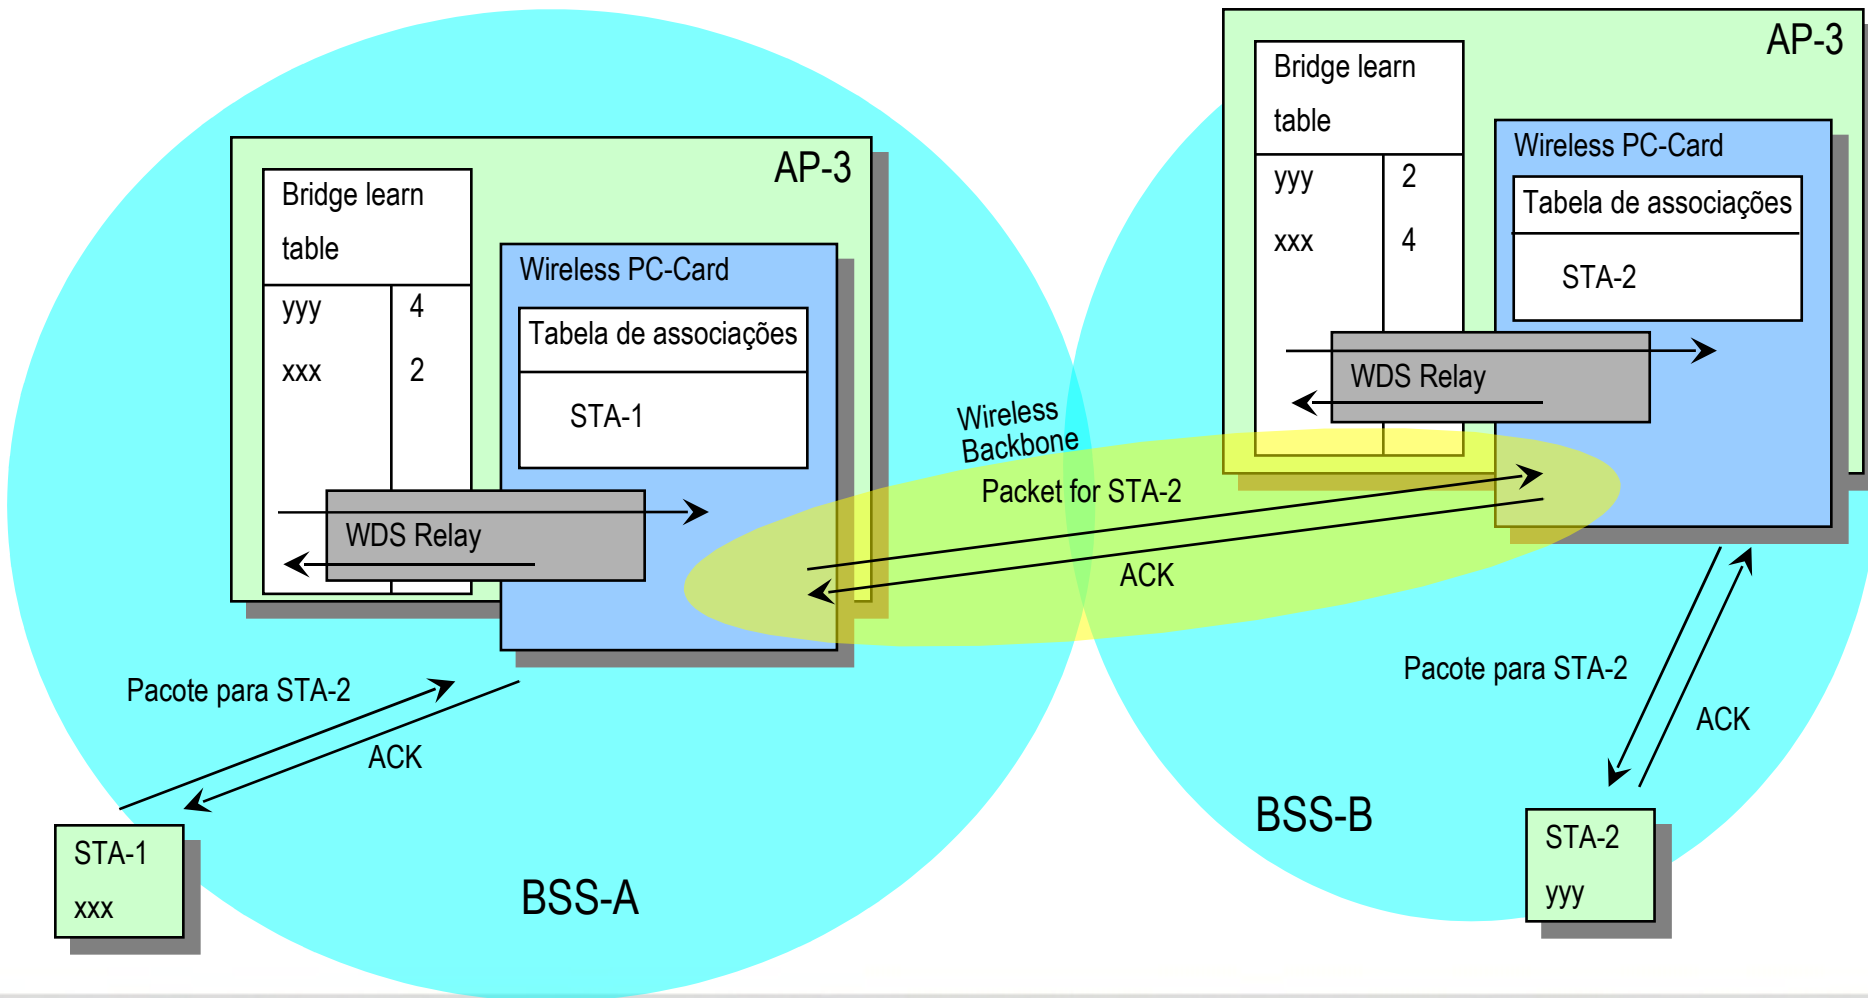 AP-3
Bridge learn
table
yyy 4
xxx 2
Wireless PC-Card
Tabela de associações
STA-1
WDS Relay
Pacote para STA-2
ACK
STA-1
xxx
BSS-A
Wireless
Backbone
Packet for STA-2
ACK
AP-3
Bridge learn
table
yyy 2
xxx 4
Wireless PC-Card
Tabela de associações
STA-2
WDS Relay
Pacote para STA-2
ACK
BSS-B
STA-2
yyy